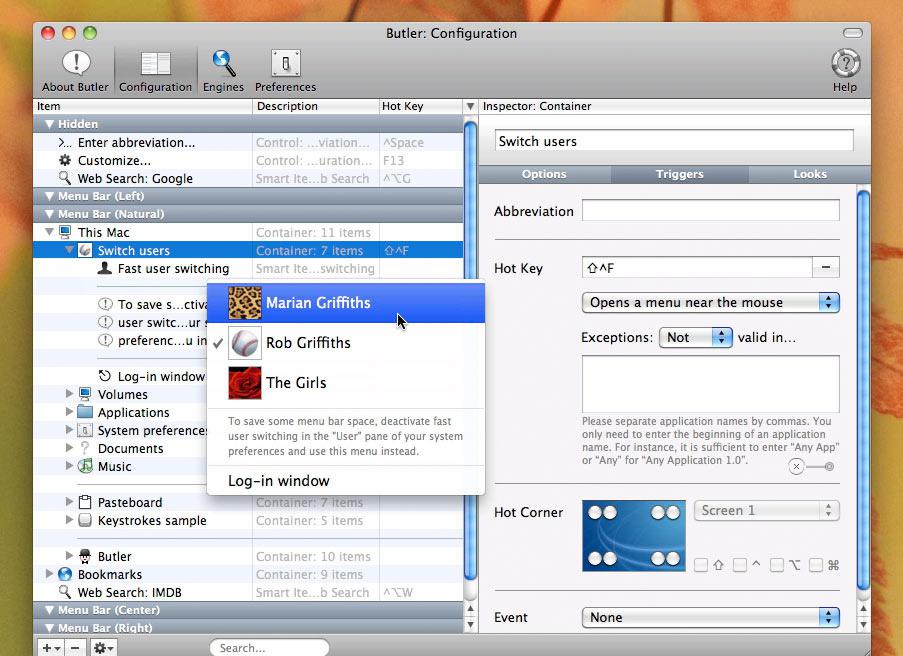 Butler: Configuration
About Butler Configuration Engines Preferences Help
Item Description Hot Key Inspector: Container
Hidden
>... Enter abbreviation... Control: ...viation... ^Space
Customize... Control: ...uration... F13
Web Search: Google Smart Ite...b Search ^⌥G
Menu Bar (Left)
Menu Bar (Natural)
This Mac Container: 11 items
Switch users Container: 7 items ⇧^F
Fast user switching Smart Ite...switching
To save s...ctiva
user switc...ur s
preferenc...u in
Log-in window
Volumes
Applications
System preferences
Documents
Music
Pasteboard Container: 7 items
Keystrokes sample Container: 5 items
Butler Container: 10 items
Bookmarks Container: 9 items
Web Search: IMDB Smart Ite...b Search ^⌥W
Menu Bar (Center)
Menu Bar (Right)
Search...
Marian Griffiths
✓ Rob Griffiths
The Girls
To save some menu bar space, deactivate fast
user switching in the "User" pane of your system
preferences and use this menu instead.
Log-in window
Switch users
Options Triggers Looks
Abbreviation
Hot Key ⇧^F
Opens a menu near the mouse
Exceptions: Not valid in...
Please separate application names by commas. You
only need to enter the beginning of an application
name. For instance, it is sufficient to enter "Any App"
or "Any" for "Any Application 1.0".
Hot Corner Screen 1
⇧ ^ ⌥ ⌘
Event None